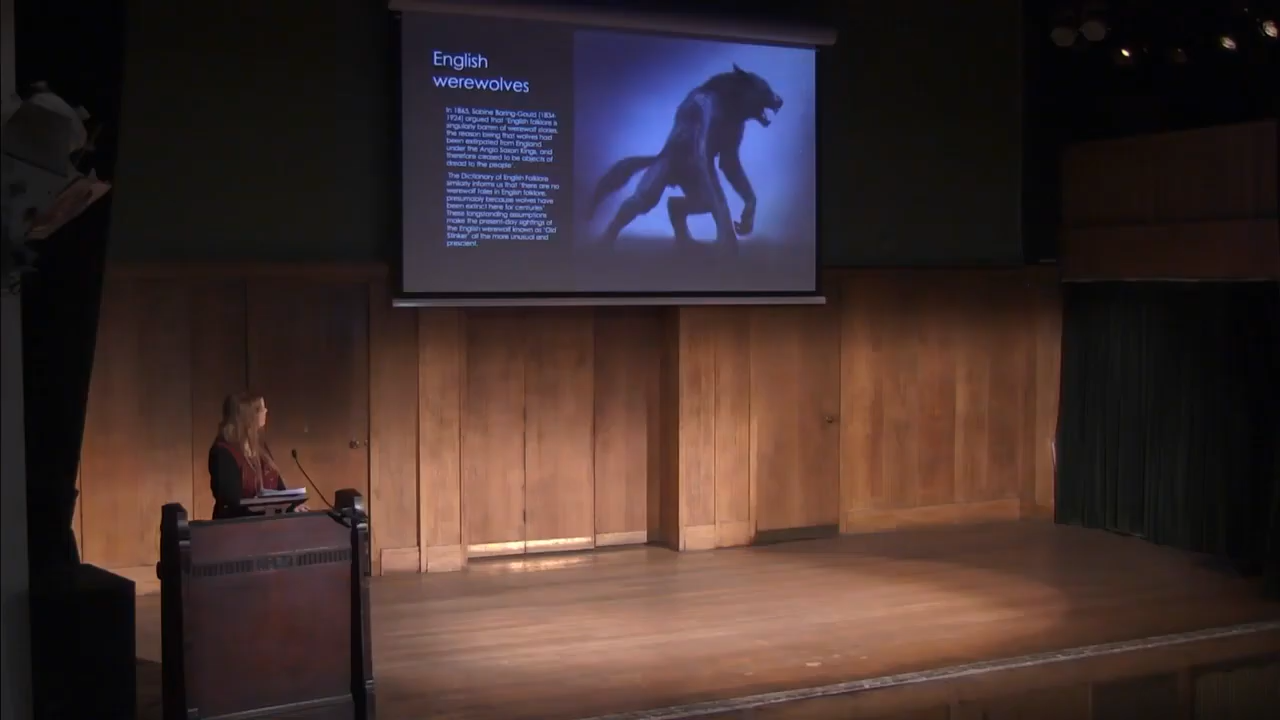 English
werewolves
In 1865, Sabine Baring-Gould (1834-
1924) argued that 'English folklore is
singularly barren of werewolf stories,
the reason being that wolves had
been extirpated from England
under the Anglo Saxon Kings, and
therefore ceased to be objects of
dread to the people'.
The Dictionary of English Folklore
similarly informs us that 'there are no
werewolf tales in English folklore,
presumably because wolves have
been extinct here for centuries'.
These longstanding assumptions
make the present-day sightings of
the English werewolf known as 'Old
Stinker' all the more unusual and
prescient.